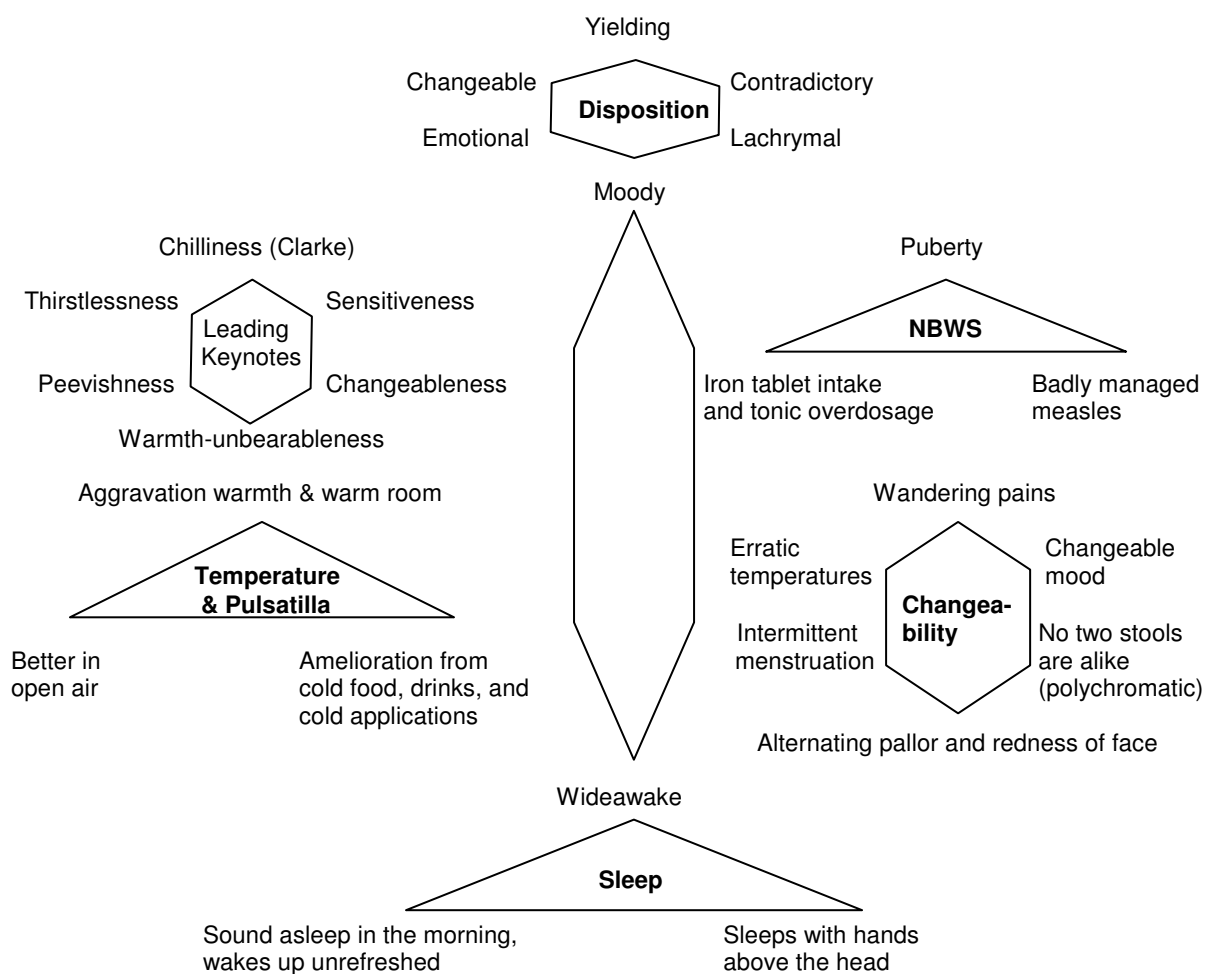 Yielding
Changeable
Contradictory
Disposition
Emotional
Lachrymal
Moody
Chilliness (Clarke)
Thirstlessness
Sensitiveness
Leading
Keynotes
Peevishness
Changeableness
Warmth-unbearableness
Puberty
NBWS
Iron tablet intake
and tonic overdosage
Badly managed
measles
Aggravation warmth & warm room
Temperature
& Pulsatilla
Better in
open air
Amelioration from
cold food, drinks, and
cold applications
Wandering pains
Erratic
temperatures
Changeable
mood
Changea-
bility
Intermittent
menstruation
No two stools
are alike
(polychromatic)
Alternating pallor and redness of face
Wideawake
Sleep
Sound asleep in the morning,
wakes up unrefreshed
Sleeps with hands
above the head